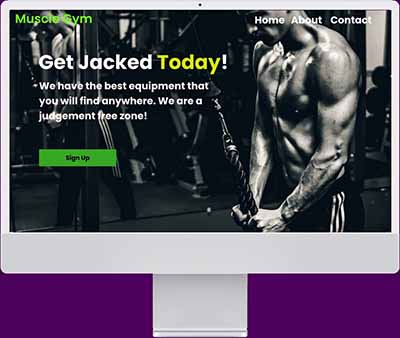 Muscle Gym
Home About Contact
Get Jacked Today!
We have the best equipment that
you will find anywhere. We are a
judgement free zone!
Sign Up